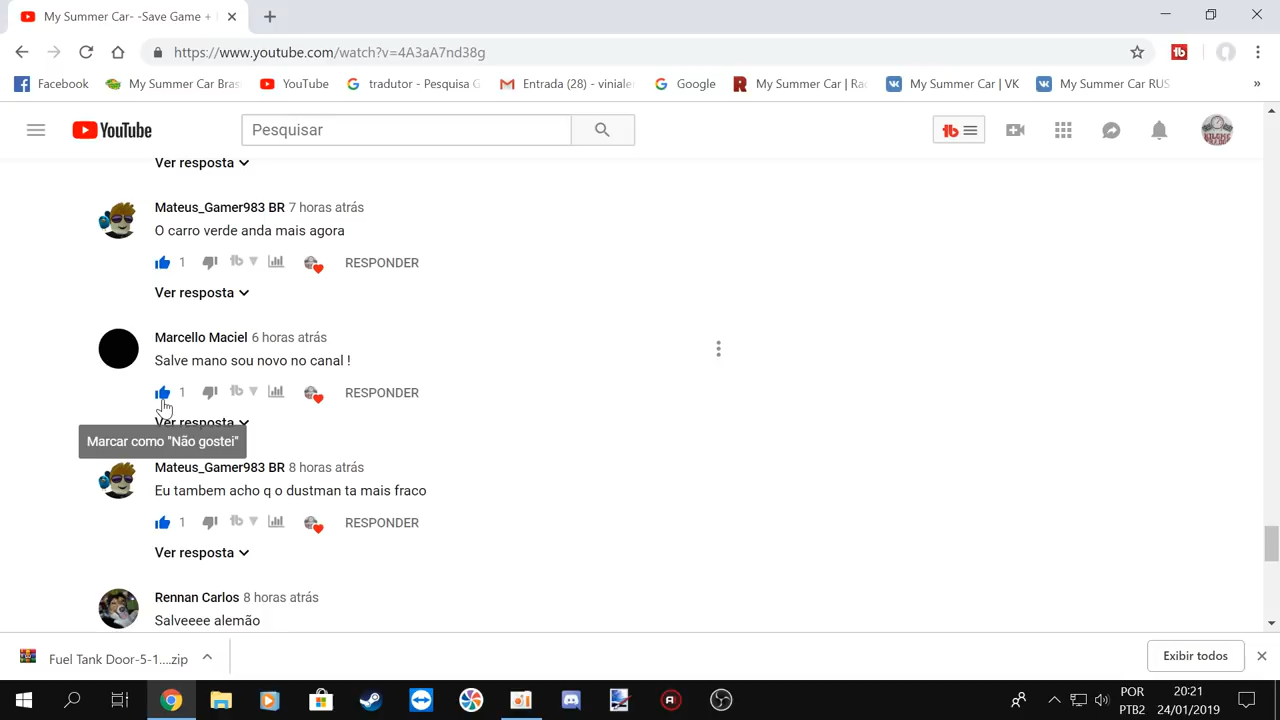 My Summer Car- -Save Game +
https://www.youtube.com/watch?v=4A3aA7nd38g
Facebook
My Summer Car Bras
YouTube
tradutor - Pesquisa G
Entrada (28) - vinialer
Google
My Summer Car | Rac
My Summer Car | VK
My Summer Car RUS
»
YouTube
Pesquisar
Ver resposta
Mateus_Gamer983 BR 7 horas atrás
O carro verde anda mais agora
1 RESPONDER
Ver resposta
Marcello Maciel 6 horas atrás
Salve mano sou novo no canal !
1 RESPONDER
Ver resposta
Marcar como "Não gostei"
Mateus_Gamer983 BR 8 horas atrás
Eu tambem acho q o dustman ta mais fraco
1 RESPONDER
Ver resposta
Rennan Carlos 8 horas atrás
Salveeee alemão
Fuel Tank Door-5-1....zip
Exibir todos
POR
PTB2
20:21
24/01/2019